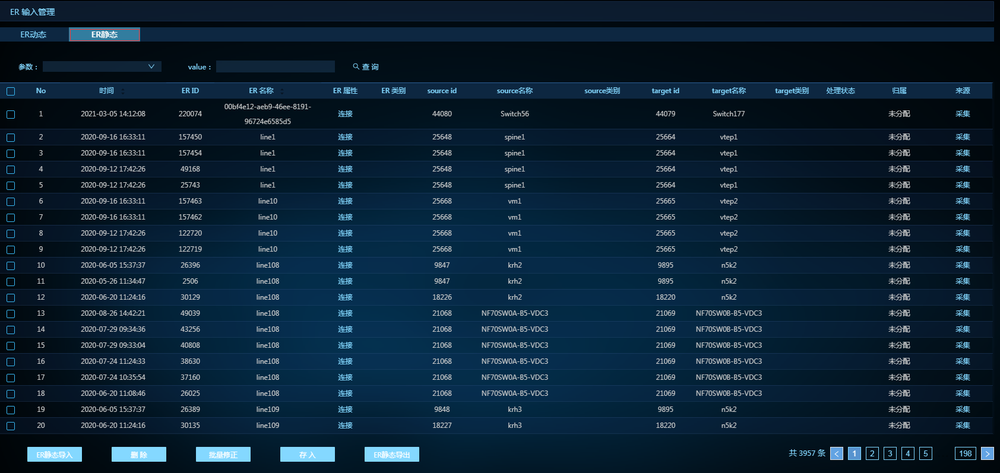 ER 输入管理
ER动态 ER静态
参数： value： 查 询
No 时间 ER ID ER 名称 ER 属性 ER 类别 source id source名称 source类别 target id target名称 target类别 处理状态 归属 来源
1 2021-03-05 14:12:08 220074 00bf4e12-aeb9-46ee-8191-96724e6585d5 连接 44080 Switch56 44079 Switch177 未分配 采集
2 2020-09-16 16:33:11 157450 line1 连接 25648 spine1 25664 vtep1 未分配 采集
3 2020-09-16 16:33:11 157454 line1 连接 25648 spine1 25664 vtep1 未分配 采集
4 2020-09-12 17:42:26 49168 line1 连接 25648 spine1 25664 vtep1 未分配 采集
5 2020-09-12 17:42:26 25743 line1 连接 25648 spine1 25664 vtep1 未分配 采集
6 2020-09-16 16:33:11 157463 line10 连接 25668 vm1 25665 vtep2 未分配 采集
7 2020-09-16 16:33:11 157462 line10 连接 25668 vm1 25665 vtep2 未分配 采集
8 2020-09-12 17:42:26 122720 line10 连接 25668 vm1 25665 vtep2 未分配 采集
9 2020-09-12 17:42:26 122719 line10 连接 25668 vm1 25665 vtep2 未分配 采集
10 2020-06-05 15:37:37 26396 line108 连接 9847 krh2 9895 n5k2 未分配 采集
11 2020-05-26 11:34:47 2506 line108 连接 9847 krh2 9895 n5k2 未分配 采集
12 2020-06-20 11:24:16 30129 line108 连接 18226 krh2 18220 n5k2 未分配 采集
13 2020-08-26 14:42:21 49039 line108 连接 21068 NF70SW0A-B5-VDC3 21069 NF70SW0B-B5-VDC3 未分配 采集
14 2020-07-29 09:34:36 43256 line108 连接 21068 NF70SW0A-B5-VDC3 21069 NF70SW0B-B5-VDC3 未分配 采集
15 2020-07-29 09:33:04 40808 line108 连接 21068 NF70SW0A-B5-VDC3 21069 NF70SW0B-B5-VDC3 未分配 采集
16 2020-07-24 11:24:33 38630 line108 连接 21068 NF70SW0A-B5-VDC3 21069 NF70SW0B-B5-VDC3 未分配 采集
17 2020-07-24 10:35:54 37160 line108 连接 21068 NF70SW0A-B5-VDC3 21069 NF70SW0B-B5-VDC3 未分配 采集
18 2020-06-20 11:08:46 26025 line108 连接 21068 NF70SW0A-B5-VDC3 21069 NF70SW0B-B5-VDC3 未分配 采集
19 2020-06-05 15:37:37 26389 line109 连接 9848 krh3 9895 n5k2 未分配 采集
20 2020-06-20 11:24:16 30135 line109 连接 18227 krh3 18220 n5k2 未分配 采集
ER静态导入 删 除 批量修正 存 入 ER静态导出 共 3957 条 < 1 2 3 4 5 198 >